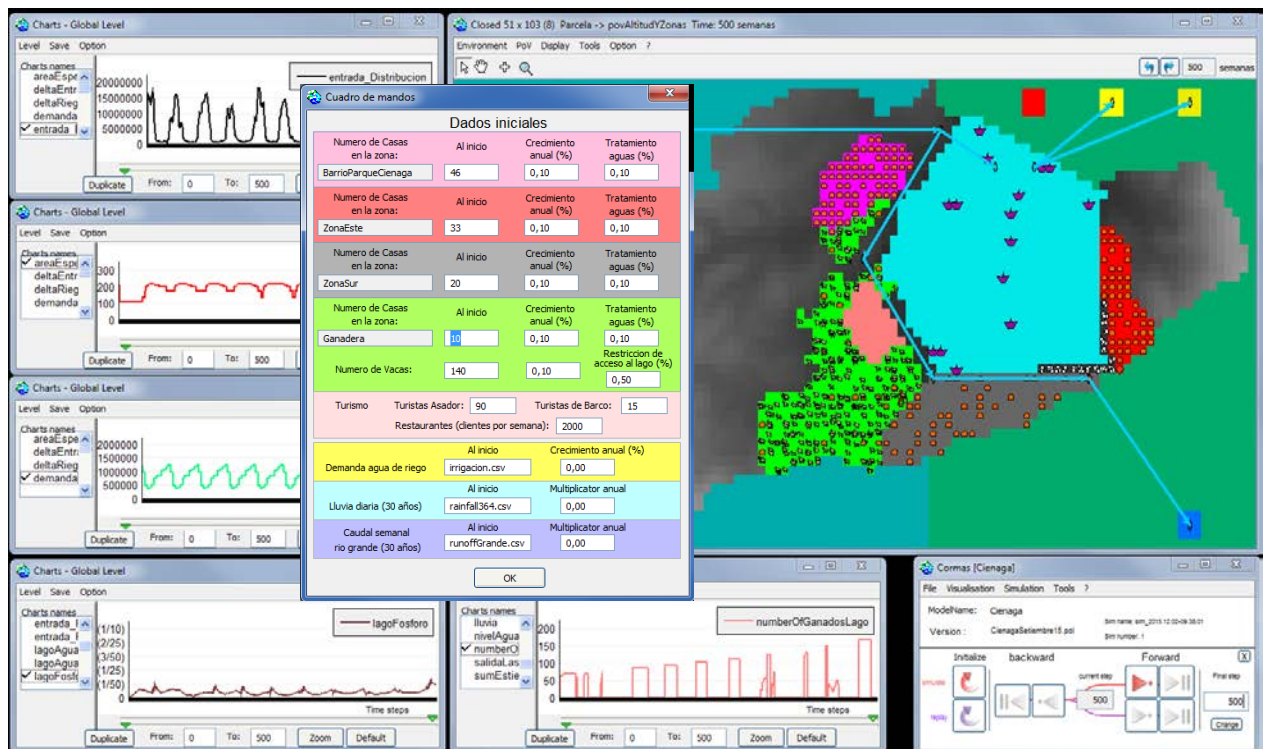 Charts - Global Level
Level Save Option
Charts names
areaEspe
deltaEntr
deltaRieg
demanda
entrada_I
20000000
15000000
10000000
5000000
0
entrada_Distribucion
Duplicate From: 0 To: 500
Charts - Global Level
Level Save Option
Charts names
areaEspe
deltaEntr
deltaRieg
demanda
300
200
100
0
Duplicate From: 0 To: 500
Charts - Global Level
Level Save Option
Charts names
areaEspe
deltaEntr
deltaRieg
demanda
2000000
1500000
1000000
500000
0
Duplicate From: 0 To: 500
Cuadro de mandos
Dados iniciales
Numero de Casas en la zona: Al inicio Crecimiento anual (%) Tratamiento aguas (%)
BarrioParqueCienaga 46 0,10 0,10
Numero de Casas en la zona: Al inicio Crecimiento anual (%) Tratamiento aguas (%)
ZonaEste 33 0,10 0,10
Numero de Casas en la zona: Al inicio Crecimiento anual (%) Tratamiento aguas (%)
ZonaSur 20 0,10 0,10
Numero de Casas en la zona: Al inicio Crecimiento anual (%) Tratamiento aguas (%)
Ganadera 10 0,10 0,10
Restriccion de acceso al lago (%)
Numero de Vacas: 140 0,10 0,50
Turismo Turistas Asador: 90 Turistas de Barco: 15
Restaurantes (clientes por semana): 2000
Al inicio Crecimiento anual (%)
Demanda agua de riego irrigacion.csv 0,00
Al inicio Multiplicator anual
Lluvia diaria (30 años) rainfall364.csv 0,00
Caudal semanal rio grande (30 años) Al inicio Multiplicator anual
runoffGrande.csv 0,00
OK
Closed 51 x 103 (8) Parcela -> povAltitudYZonas Time: 500 semanas
Environment PoV Display Tools Option ?
500 semanas
Charts - Global Level
Level Save Option
Charts names
entrada_I
entrada_
lagoAgua
lagoAgua
lagoFosfo
(1/10)
(2/25)
(3/50)
(1/25)
(1/50)
0
lagoFosforo
Time steps
Duplicate From: 0 To: 500 Zoom Default
Charts names
lluvia
nivelAgua
numberO
salidaLas
sumEstie
200
150
100
50
0
numberOfGanadosLago
Time steps
Duplicate From: 0 To: 500 Zoom Default
Cormas [Cienaga]
File Visualisation Simulation Tools ?
ModelName: Cienaga
Version : CienagaSetiembre15.pol
Sim number: 1
Initialize backward Forward X
current step
Final step
500
500
replay
Change